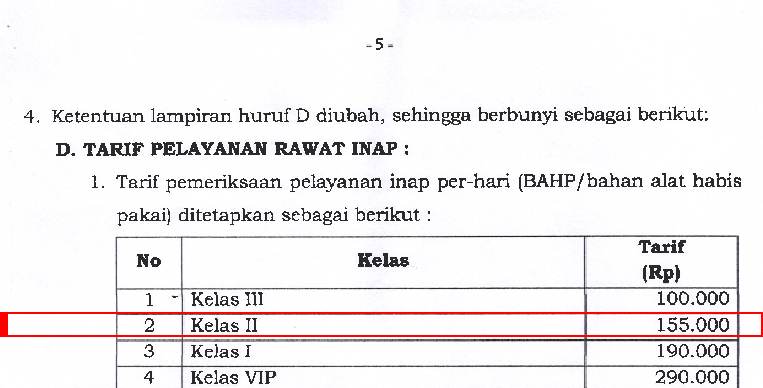 - 5 -
4. Ketentuan lampiran huruf D diubah, sehingga berbunyi sebagai berikut:
D. TARIF PELAYANAN RAWAT INAP :
1. Tarif pemeriksaan pelayanan inap per-hari (BAHP/bahan alat habis
pakai) ditetapkan sebagai berikut :
No Kelas Tarif
(Rp)
1 Kelas III 100.000
2 Kelas II 155.000
3 Kelas I 190.000
4 Kelas VIP 290.000